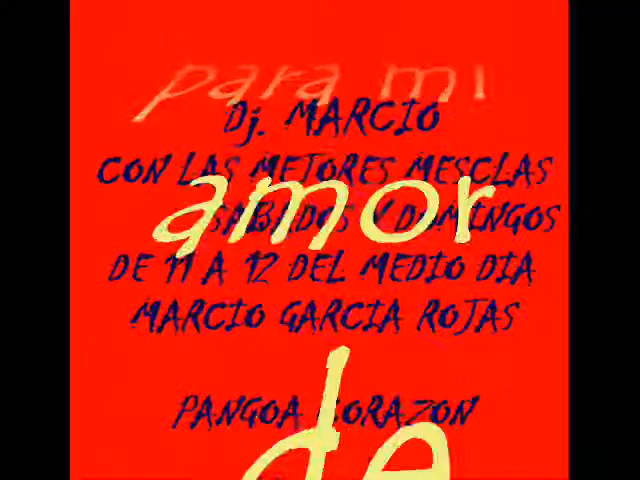 para mi
Dj. MARCIO
CON LAS MEJORES MESCLAS
amor
SABADOS Y DOMINGOS
DE 11 A 12 DEL MEDIO DIA
MARCIO GARCIA ROJAS
PANGOA CORAZON
de